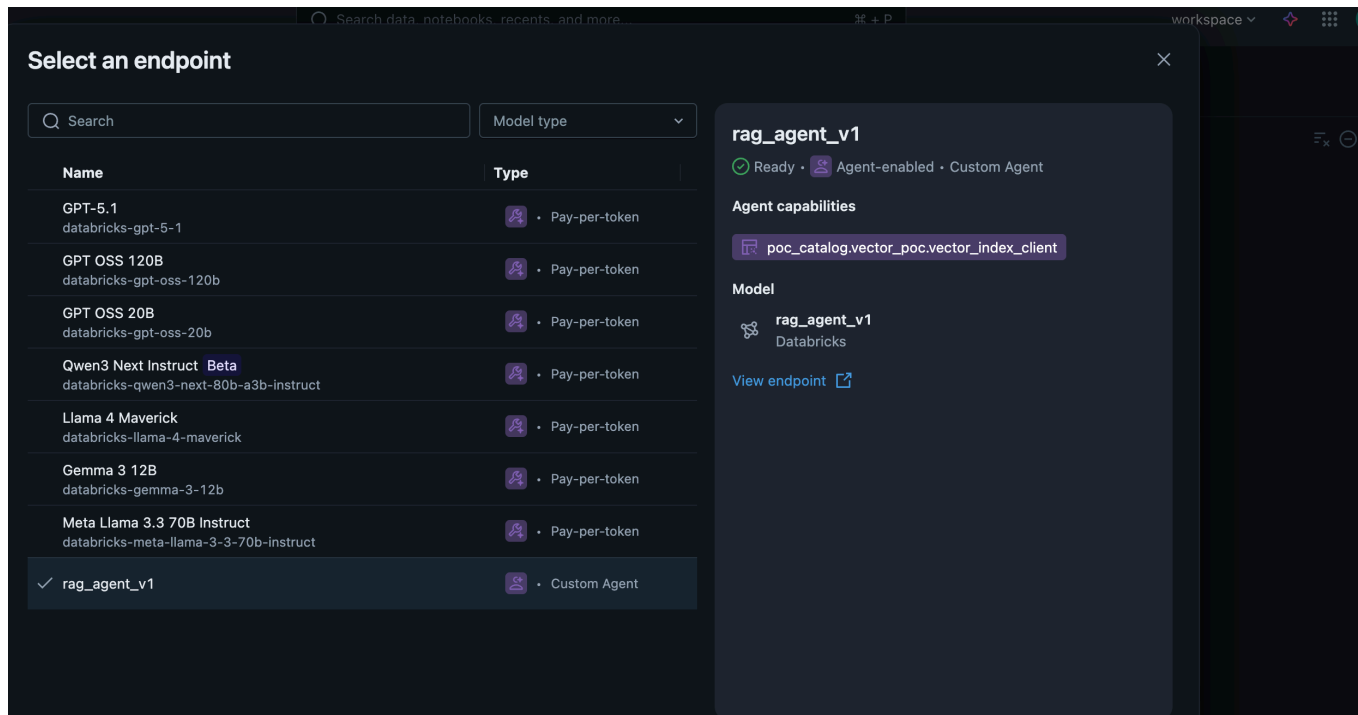 Search data, notebooks, recents, and more...
⌘ + P
workspace
Select an endpoint
Search
Model type
Name
Type
GPT-5.1
databricks-gpt-5-1
• Pay-per-token
GPT OSS 120B
databricks-gpt-oss-120b
• Pay-per-token
GPT OSS 20B
databricks-gpt-oss-20b
• Pay-per-token
Qwen3 Next Instruct Beta
databricks-qwen3-next-80b-a3b-instruct
• Pay-per-token
Llama 4 Maverick
databricks-llama-4-maverick
• Pay-per-token
Gemma 3 12B
databricks-gemma-3-12b
• Pay-per-token
Meta Llama 3.3 70B Instruct
databricks-meta-llama-3-3-70b-instruct
• Pay-per-token
rag_agent_v1
• Custom Agent
rag_agent_v1
Ready • Agent-enabled • Custom Agent
Agent capabilities
poc_catalog.vector_poc.vector_index_client
Model
rag_agent_v1
Databricks
View endpoint